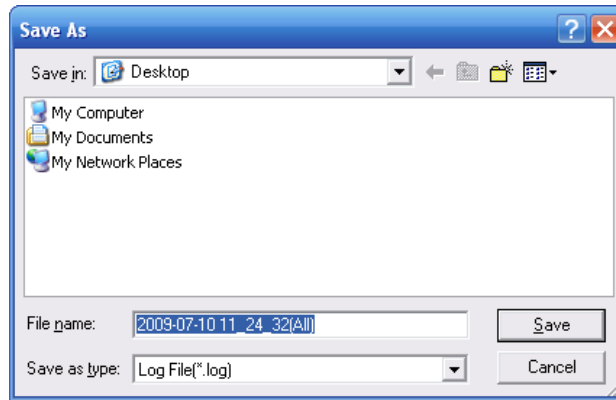 Save As
Save in: Desktop
My Computer
My Documents
My Network Places
File name: 2009-07-10 11_24_32(All) Save
Save as type: Log File(*.log) Cancel